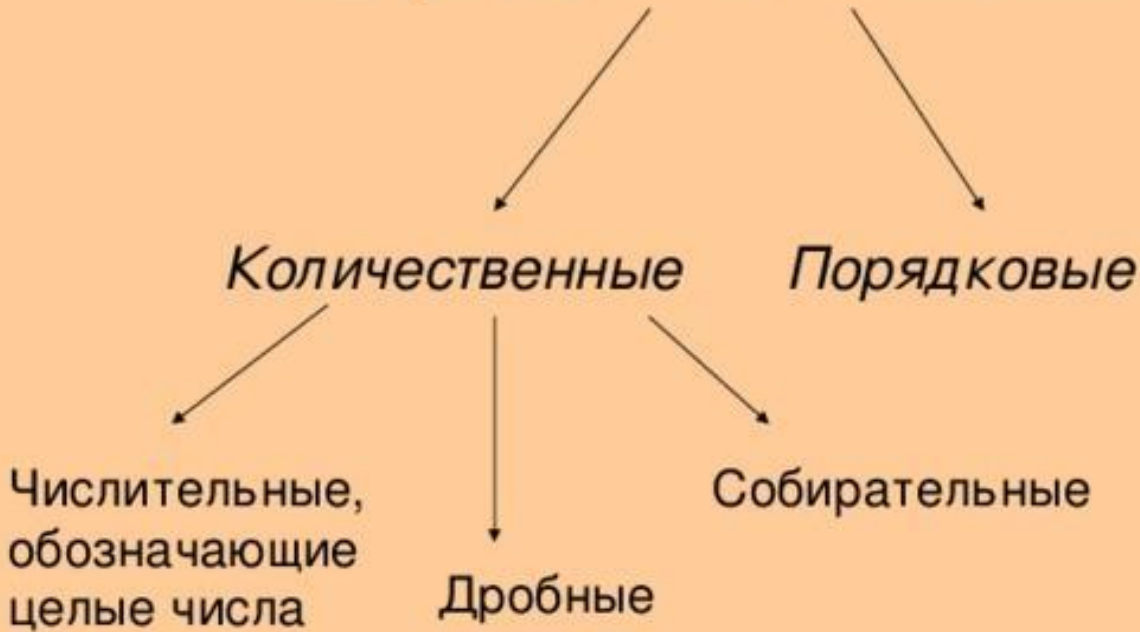 Количественные Порядковые
Числительные,
обозначающие
целые числа
Дробные
Собирательные